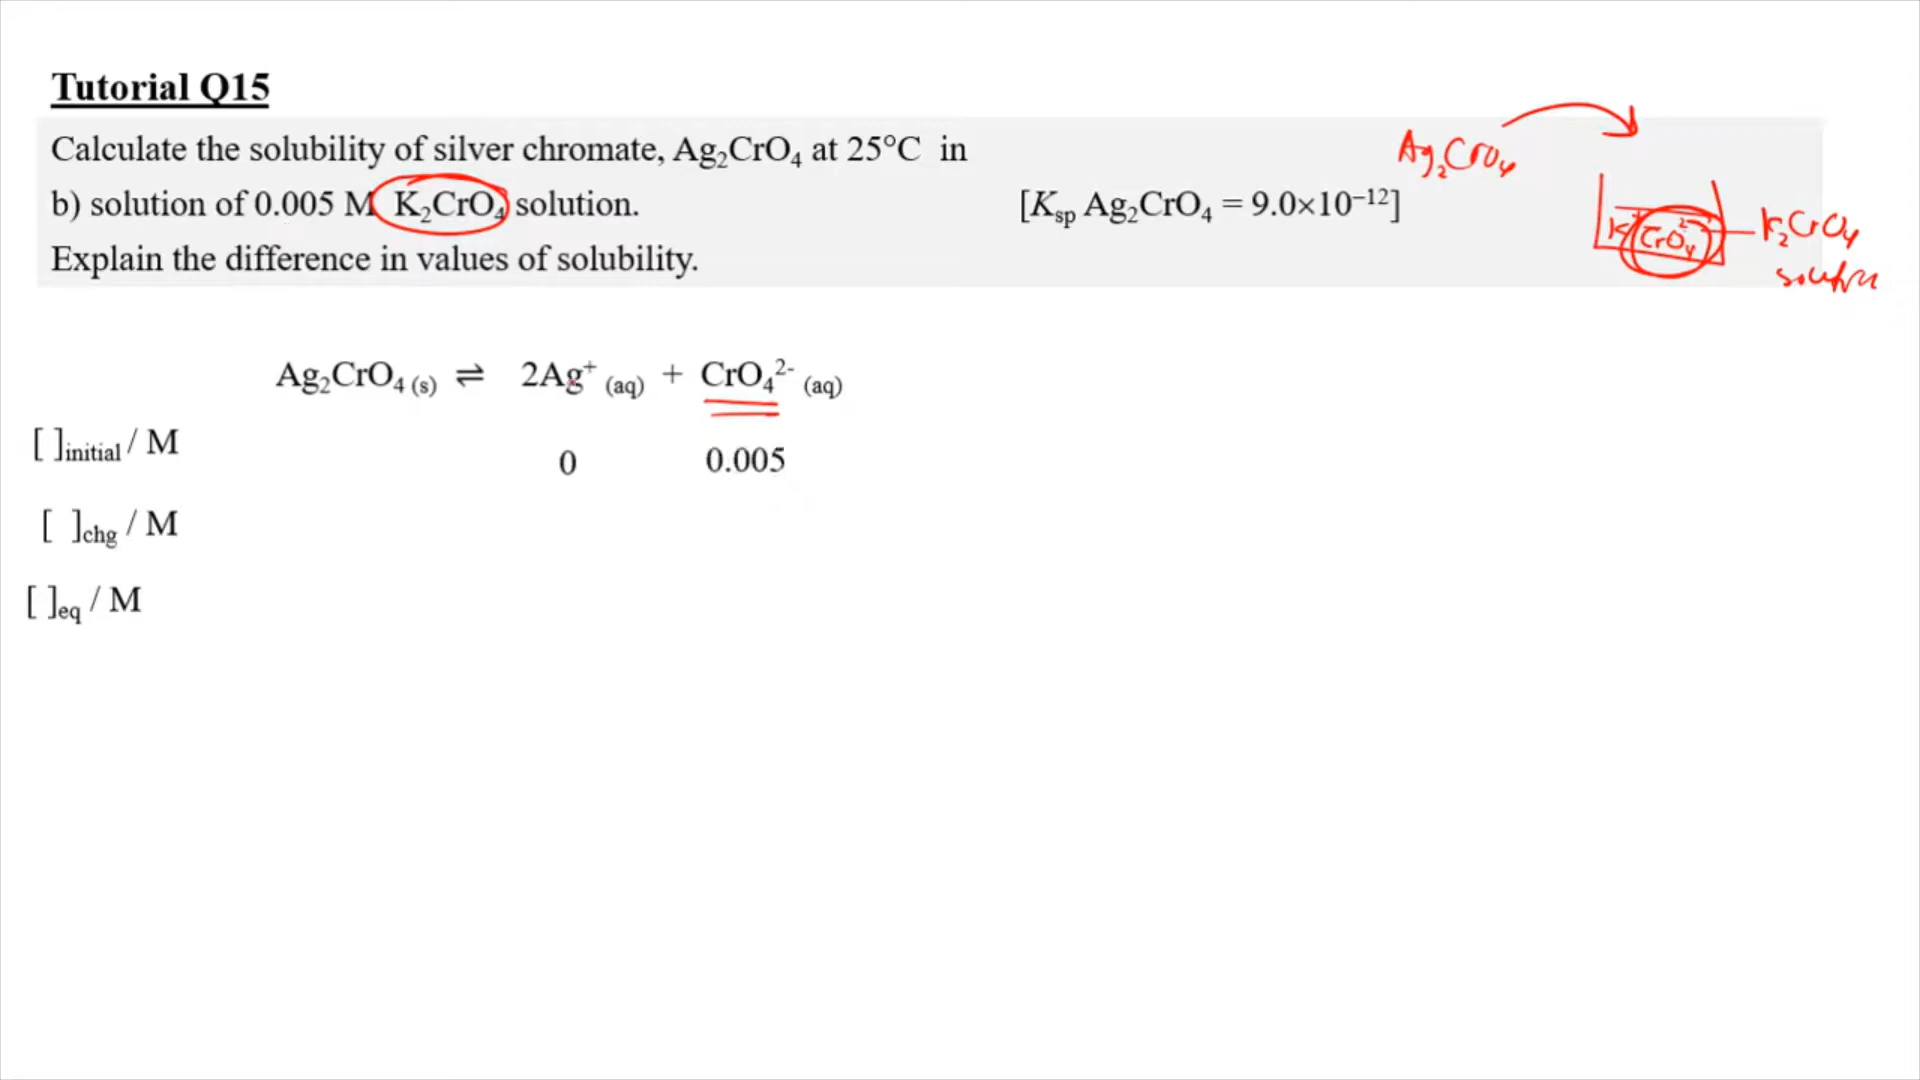 Tutorial Q15
Calculate the solubility of silver chromate, Ag₂CrO₄ at 25°C in
b) solution of 0.005 M K₂CrO₄ solution.
[Kₛₚ Ag₂CrO₄ = 9.0×10⁻¹²]
Explain the difference in values of solubility.
Ag₂CrO₄
K⁺ CrO₄²⁻
K₂CrO₄
Ag₂CrO₄ (s) ⇌ 2Ag⁺ (aq) + CrO₄²⁻ (aq)
[ ]initial / M 0 0.005
[ ]chg / M
[ ]eq / M